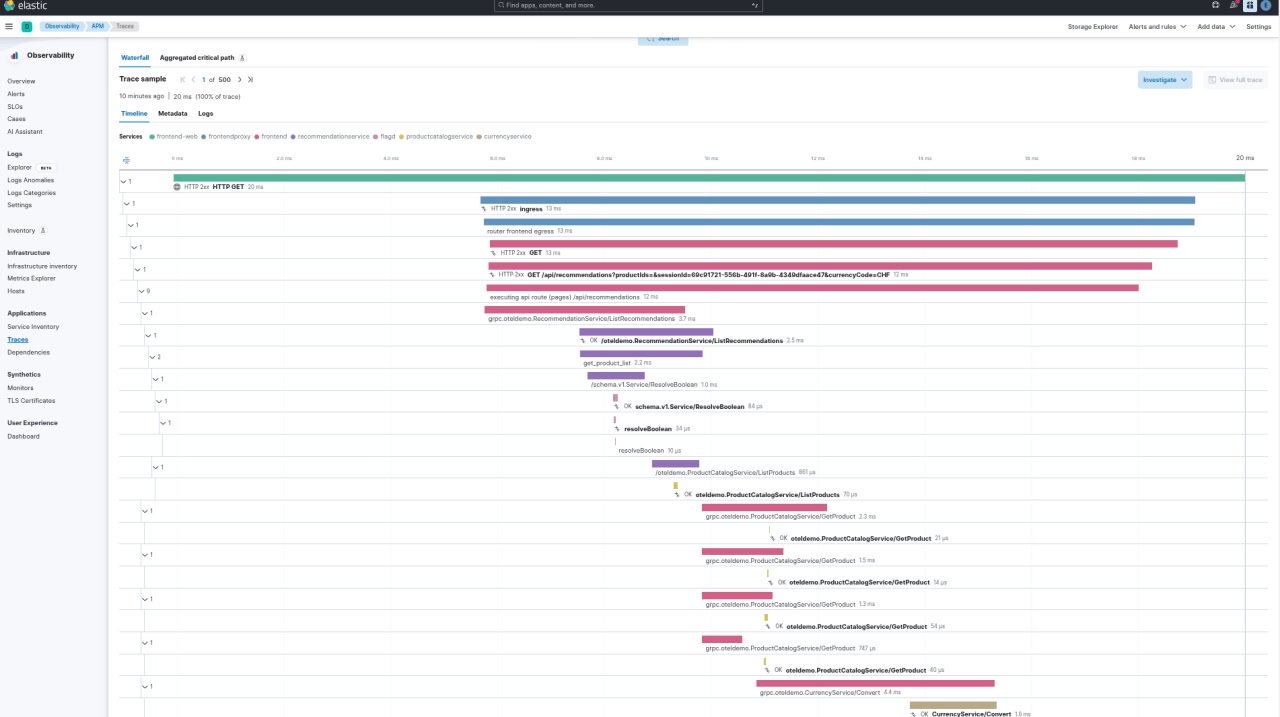 elastic
Find apps, content, and more.
Observability APM Traces
Storage Explorer Alerts and rules Add data Settings
Observability
Overview
Alerts
SLOs
Cases
AI Assistant
Logs
Explorer BETA
Logs Anomalies
Logs Categories
Settings
Inventory
Infrastructure
Infrastructure inventory
Metrics Explorer
Hosts
Applications
Service Inventory
Traces
Dependencies
Synthetics
Monitors
TLS Certificates
User Experience
Dashboard
Search
Waterfall Aggregated critical path
Trace sample 1 of 500
Investigate View full trace
10 minutes ago | 20 ms (100% of trace)
Timeline Metadata Logs
Services frontend-web frontendproxy frontend recommendationservice flagd productcatalogservice currencyservice
0 ms 2.0 ms 4.0 ms 6.0 ms 8.0 ms 10 ms 12 ms 14 ms 16 ms 18 ms 20 ms
1
HTTP 2xx HTTP GET 20 ms
1
HTTP 2xx ingress 13 ms
1
router frontend egress 13 ms
1
HTTP 2xx GET 13 ms
1
HTTP 2xx GET /api/recommendations?productIds=&sessionId=69c91721-556b-491f-8a9b-4349dfaace47&currencyCode=CHF 12 ms
9
executing api route (pages) /api/recommendations 12 ms
1
grpc.oteldemo.RecommendationService/ListRecommendations 3.7 ms
1
OK /oteldemo.RecommendationService/ListRecommendations 2.5 ms
2
get_product_list 2.2 ms
1
/schema.v1.Service/ResolveBoolean 1.0 ms
1
OK schema.v1.Service/ResolveBoolean 84 μs
1
resolveBoolean 34 μs
resolveBoolean 10 μs
1
/oteldemo.ProductCatalogService/ListProducts 861 μs
OK oteldemo.ProductCatalogService/ListProducts 70 μs
1
grpc.oteldemo.ProductCatalogService/GetProduct 2.3 ms
OK oteldemo.ProductCatalogService/GetProduct 21 μs
1
grpc.oteldemo.ProductCatalogService/GetProduct 1.5 ms
OK oteldemo.ProductCatalogService/GetProduct 14 μs
1
grpc.oteldemo.ProductCatalogService/GetProduct 1.3 ms
OK oteldemo.ProductCatalogService/GetProduct 54 μs
1
grpc.oteldemo.ProductCatalogService/GetProduct 747 μs
OK oteldemo.ProductCatalogService/GetProduct 40 μs
1
grpc.oteldemo.CurrencyService/Convert 4.4 ms
OK CurrencyService/Convert 1.6 ms